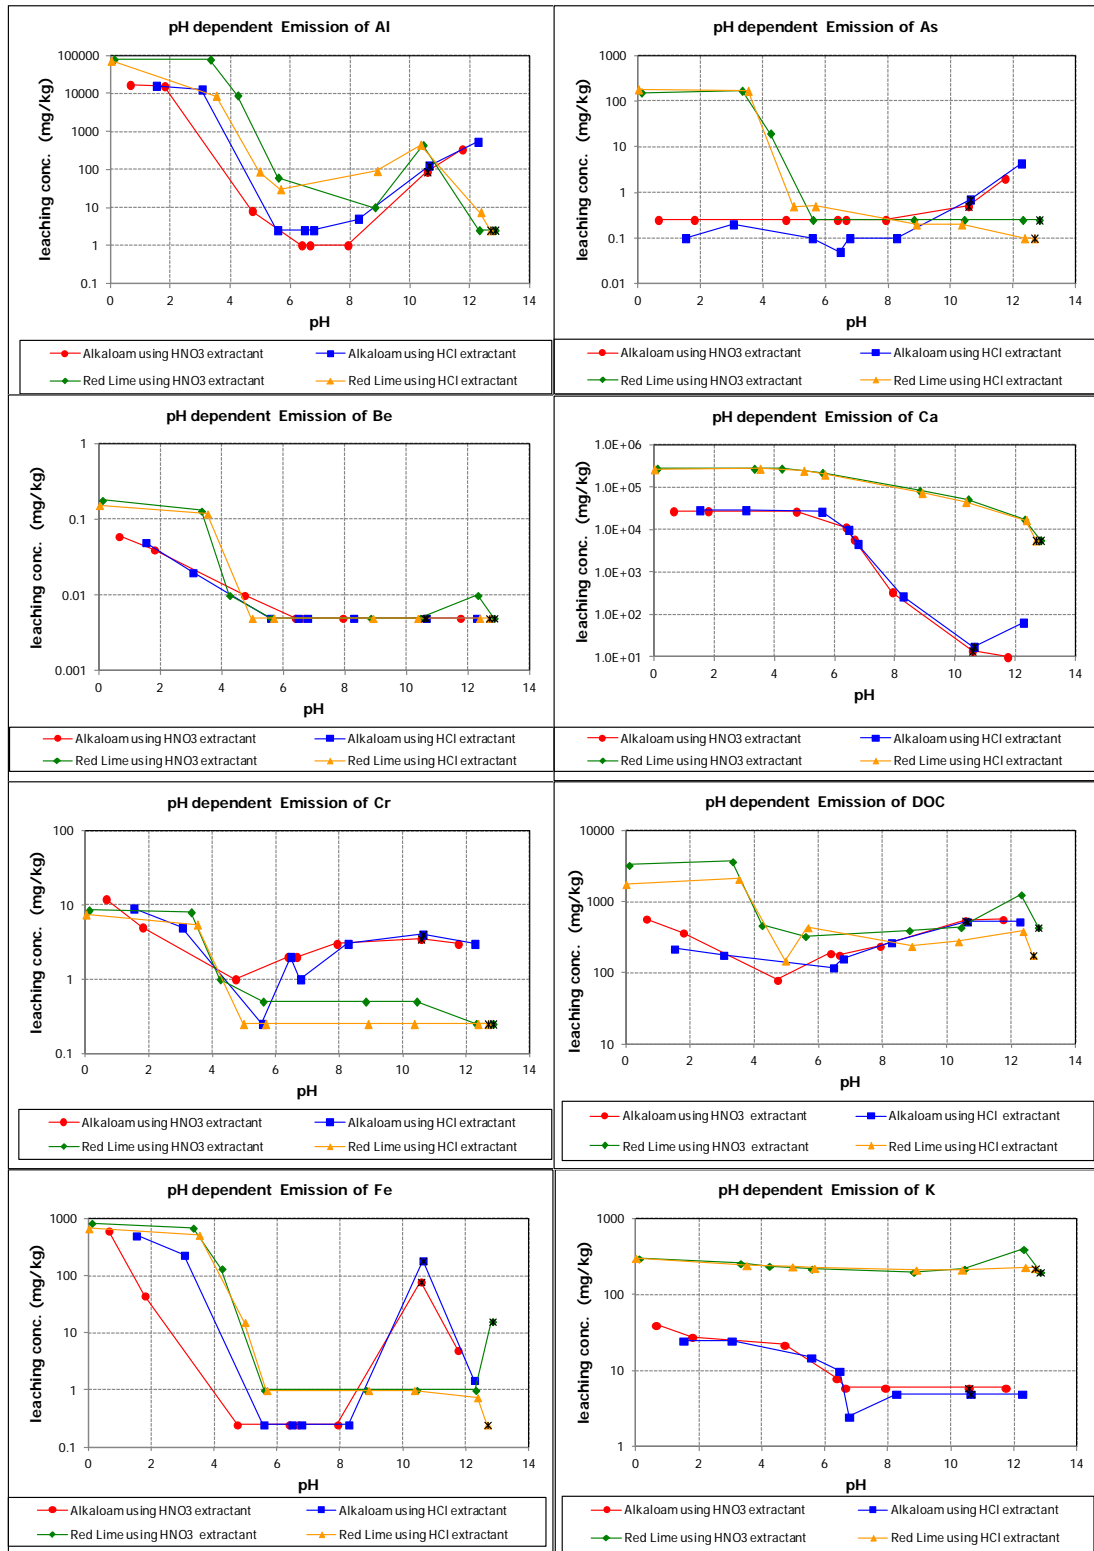 pH dependent Emission of Al
leaching conc. (mg/kg)
100000
10000
1000
100
10
1
0.1
0 2 4 6 8 10 12 14
pH
Alkaloam using HNO3 extractant Alkaloam using HCl extractant
Red Lime using HNO3 extractant Red Lime using HCl extractant
pH dependent Emission of As
leaching conc. (mg/kg)
1000
100
10
1
0.1
0.01
0 2 4 6 8 10 12 14
pH
Alkaloam using HNO3 extractant Alkaloam using HCl extractant
Red Lime using HNO3 extractant Red Lime using HCl extractant
pH dependent Emission of Be
leaching conc. (mg/kg)
1
0.1
0.01
0.001
0 2 4 6 8 10 12 14
pH
Alkaloam using HNO3 extractant Alkaloam using HCl extractant
Red Lime using HNO3 extractant Red Lime using HCl extractant
pH dependent Emission of Ca
leaching conc. (mg/kg)
1.0E+06
1.0E+05
1.0E+04
1.0E+03
1.0E+02
1.0E+01
0 2 4 6 8 10 12 14
pH
Alkaloam using HNO3 extractant Alkaloam using HCl extractant
Red Lime using HNO3 extractant Red Lime using HCl extractant
pH dependent Emission of Cr
leaching conc. (mg/kg)
100
10
1
0.1
0 2 4 6 8 10 12 14
pH
Alkaloam using HNO3 extractant Alkaloam using HCl extractant
Red Lime using HNO3 extractant Red Lime using HCl extractant
pH dependent Emission of DOC
leaching conc. (mg/kg)
10000
1000
100
10
0 2 4 6 8 10 12 14
pH
Alkaloam using HNO3 extractant Alkaloam using HCl extractant
Red Lime using HNO3 extractant Red Lime using HCl extractant
pH dependent Emission of Fe
leaching conc. (mg/kg)
1000
100
10
1
0.1
0 2 4 6 8 10 12 14
pH
Alkaloam using HNO3 extractant Alkaloam using HCl extractant
Red Lime using HNO3 extractant Red Lime using HCl extractant
pH dependent Emission of K
leaching conc. (mg/kg)
1000
100
10
1
0 2 4 6 8 10 12 14
pH
Alkaloam using HNO3 extractant Alkaloam using HCl extractant
Red Lime using HNO3 extractant Red Lime using HCl extractant